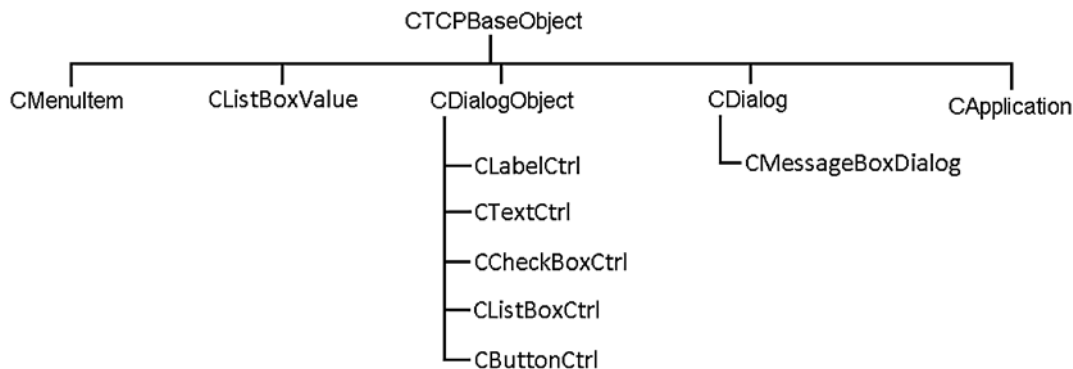 CTCPBaseObject
CMenuItem CListBoxValue CDialogObject CDialog CApplication
CLabelCtrl CMessageBoxDialog
CTextCtrl
CCheckBoxCtrl
CListBoxCtrl
CButtonCtrl